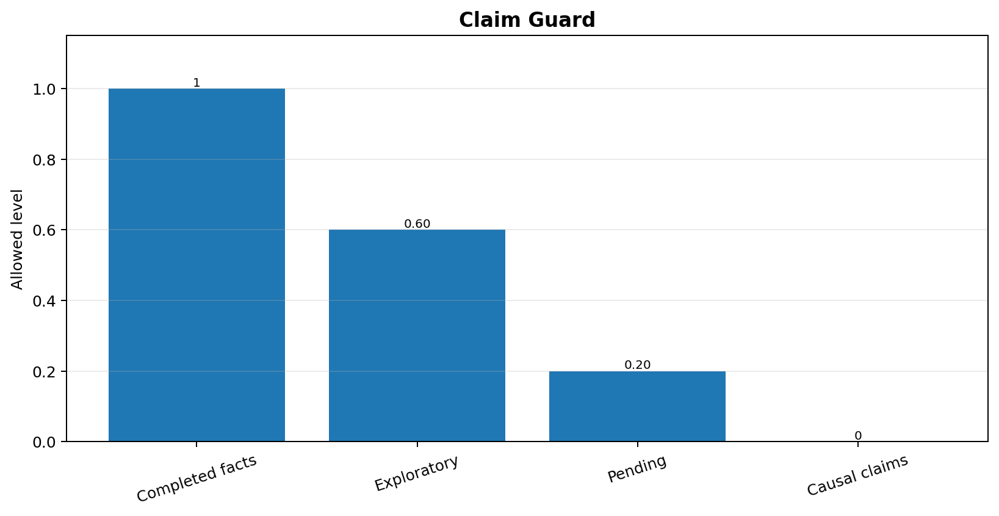 Claim Guard
Allowed level
1.0
0.8
0.6
0.4
0.2
0.0
1
0.60
0.20
0
Completed facts
Exploratory
Pending
Causal claims